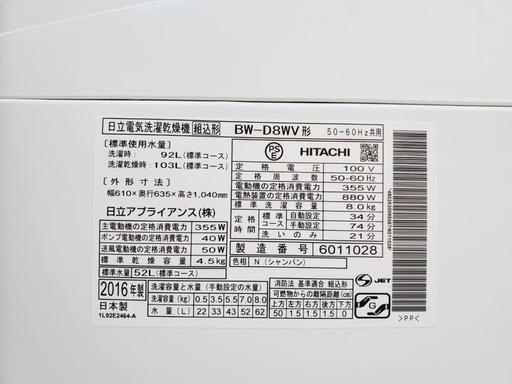 日立電気洗濯乾燥機 組込形 BW-D8WV形 50-60Hz共用
[標準使用水量]
洗濯時： 92L(標準コース)
洗濯乾燥時：103L(標準コース)
[外形寸法]
幅610×奥行635×高さ1,040mm
日立アプライアンス(株)
主電動機の定格消費電力 355W
ポンプ電動機の定格消費電力 40W
送風電動機の定格消費電力 50W
標準乾燥容量 4.5kg
標準水量52L(標準コース)
PS
E
HITACHI
定格電圧 100V
定格周波数 50-60Hz
電動機の定格消費電力 355W
電熱装置の定格消費電力 880W
標準洗濯容量 8.0kg
定格時間 標準自動 34分
標準手動 74分
洗いのみ 21分
製造番号 6011028
色相 N (シャンパン)
JET
2016年製
日本製
1L92E2464-A
洗濯容量と水量 (手動設定の水量)
洗濯容量(kg) 0.5 3.5 5.5 7.0 8.0
水量(L) 22 33 43 52 62
消防法 基準適合 組込形
可燃物からの離隔距離(cm)
上方 左方 右方 前方 後方 下方
50 1.5 1.5 1.5 0
G
>PP<